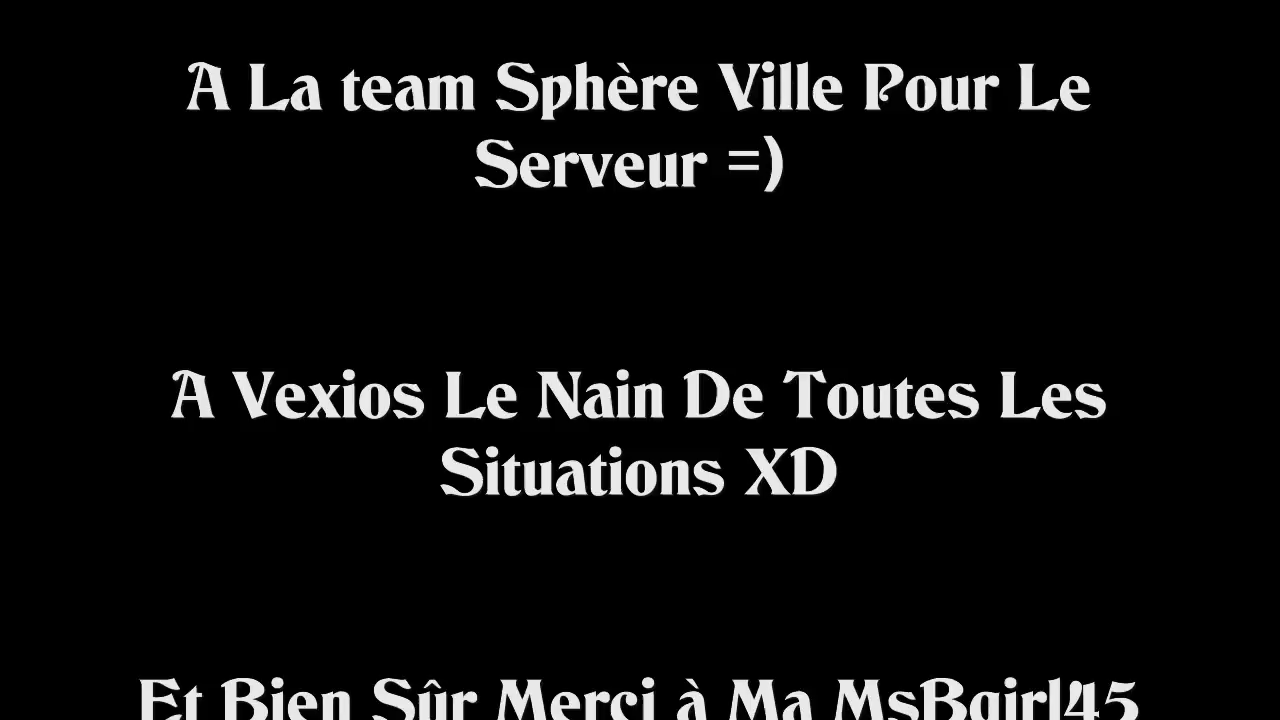 A La team Sphère Ville Pour Le
Serveur =)
A Vexios Le Nain De Toutes Les
Situations XD
Et Bien Sûr Merci à Ma MsBgirl45